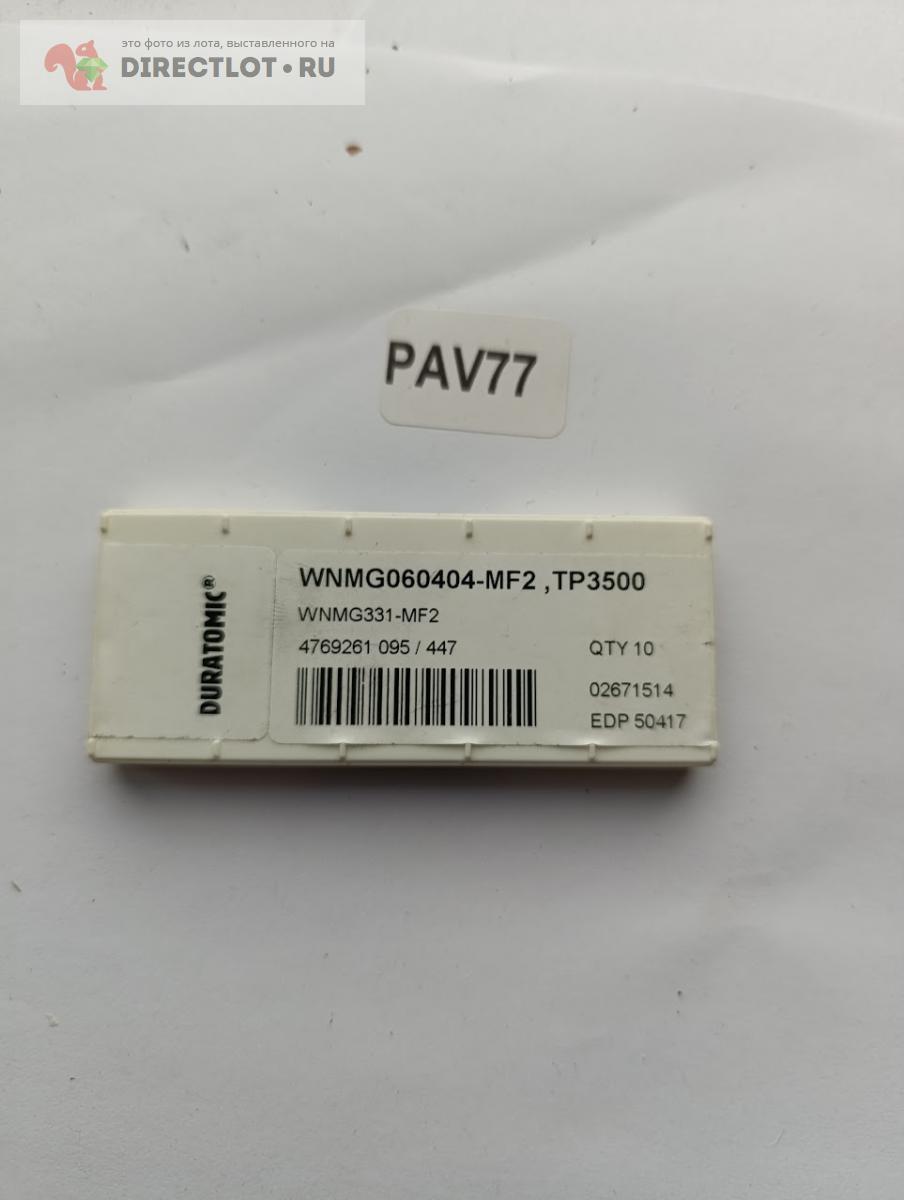 это фото из лота, выставленного на
DIRECTLOT•RU
PAV77
DURATOMIC®
WNMG060404-MF2 ,TP3500
WNMG331-MF2
4769261 095 / 447
QTY 10
02671514
EDP 50417